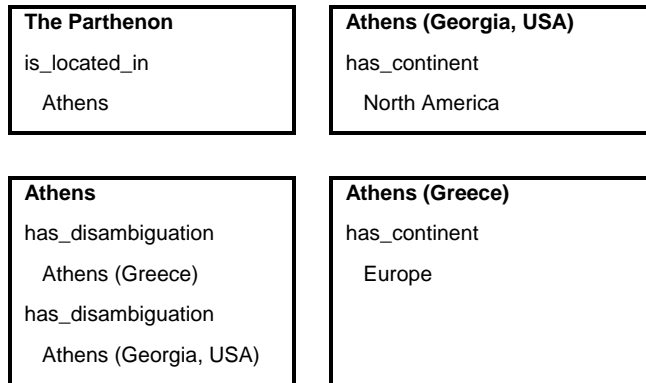 The Parthenon
is_located_in
Athens
Athens (Georgia, USA)
has_continent
North America
Athens
has_disambiguation
Athens (Greece)
has_disambiguation
Athens (Georgia, USA)
Athens (Greece)
has_continent
Europe